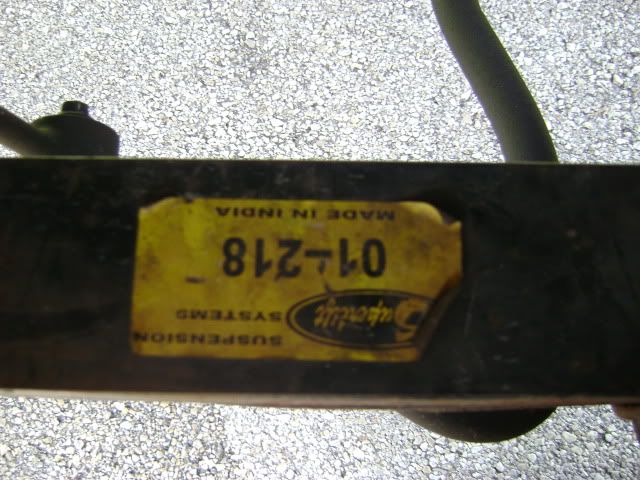 Superlift SUSPENSION
SYSTEMS
01-218
MADE IN INDIA